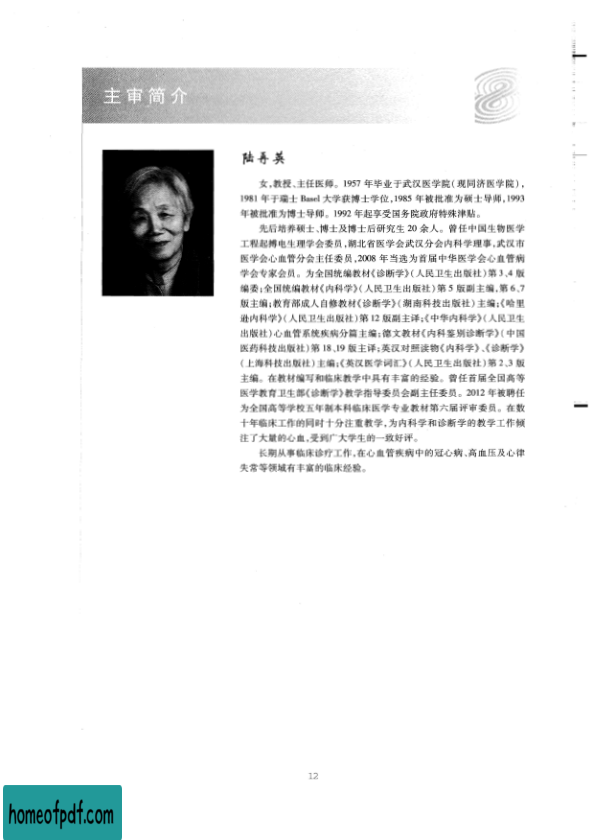 主审简介
8
陆再英
女,教授、主任医师。1957 年毕业于武汉医学院(现同济医学院),
1981 年于瑞士 Basel 大学获博士学位,1985 年被批准为硕士导师,1993
年被批准为博士导师。1992 年起享受国务院政府特殊津贴。
先后培养硕士、博士及博士后研究生 20 余人。曾任中国生物医学
工程起搏电生理学会委员,湖北省医学会武汉分会内科学理事,武汉市
医学会心血管分会主任委员,2008 年当选为首届中华医学会心血管病
学会专家会员。为全国统编教材《诊断学》(人民卫生出版社)第 3、4 版
编委;全国统编教材《内科学》(人民卫生出版社)第 5 版副主编,第 6、7
版主编;教育部成人自修教材《诊断学》(湖南科技出版社)主编;《哈里
逊内科学》(人民卫生出版社)第 12 版副主译;《中华内科学》(人民卫生
出版社)心血管系统疾病分篇主编;德文教材《内科鉴别诊断学》(中国
医药科技出版社)第 18、19 版主译;英汉对照读物《内科学》、《诊断学》
(上海科技出版社)主编;《英汉医学词汇》(人民卫生出版社)第 2、3 版
主编。在教材编写和临床教学中具有丰富的经验。曾任首届全国高等
医学教育卫生部《诊断学》教学指导委员会副主任委员。2012 年被聘任
为全国高等学校五年制本科临床医学专业教材第六届评审委员。在数
十年临床工作的同时十分注重教学,为内科学和诊断学的教学工作倾
注了大量的心血,受到广大学生的一致好评。
长期从事临床诊疗工作,在心血管疾病中的冠心病、高血压及心律
失常等领域有丰富的临床经验。
12
homeofpdf.com